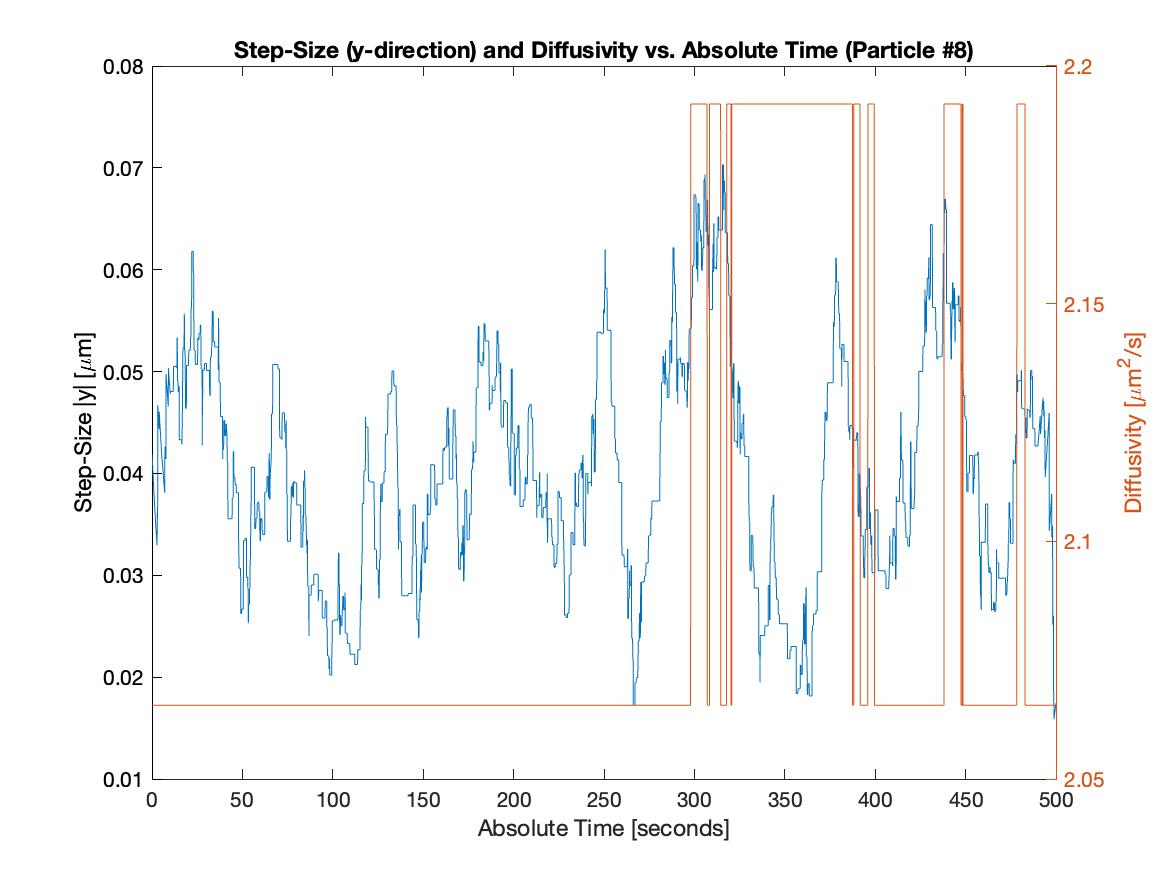 Step-Size (y-direction) and Diffusivity vs. Absolute Time (Particle #8)
0.08
0.07
0.06
0.05
0.04
0.03
0.02
0.01
Step-Size |y| [μm]
2.2
2.15
2.1
2.05
Diffusivity [μm²/s]
0 50 100 150 200 250 300 350 400 450 500
Absolute Time [seconds]